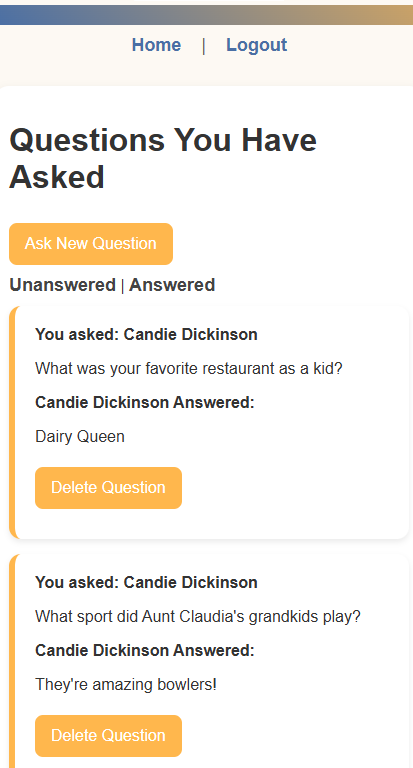 Home | Logout
Questions You Have
Asked
Ask New Question
Unanswered | Answered
You asked: Candie Dickinson
What was your favorite restaurant as a kid?
Candie Dickinson Answered:
Dairy Queen
Delete Question
You asked: Candie Dickinson
What sport did Aunt Claudia's grandkids play?
Candie Dickinson Answered:
They're amazing bowlers!
Delete Question